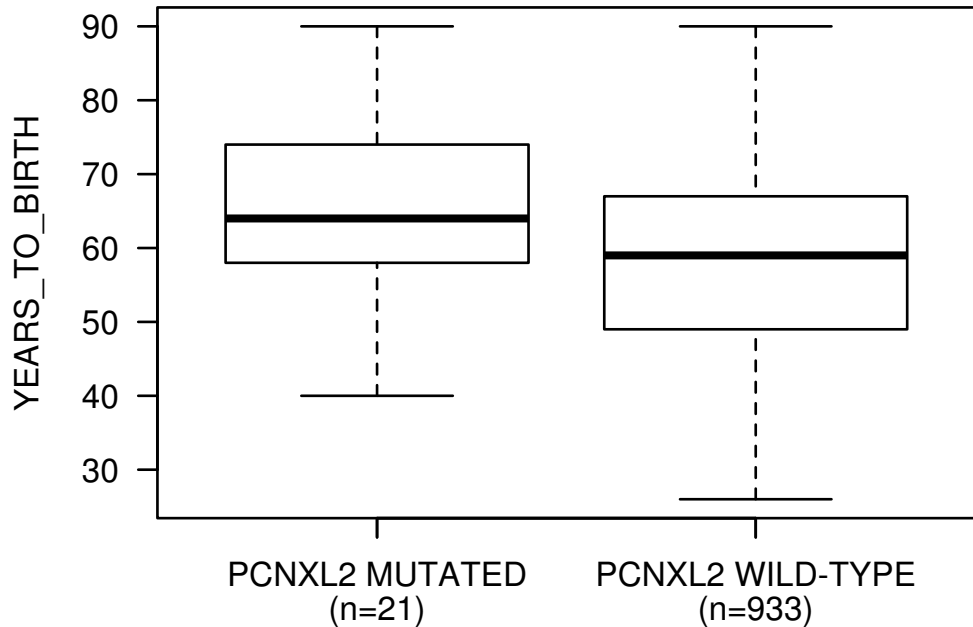 YEARS_TO_BIRTH
90
80
70
60
50
40
30
PCNXL2 MUTATED
(n=21)
PCNXL2 WILD-TYPE
(n=933)